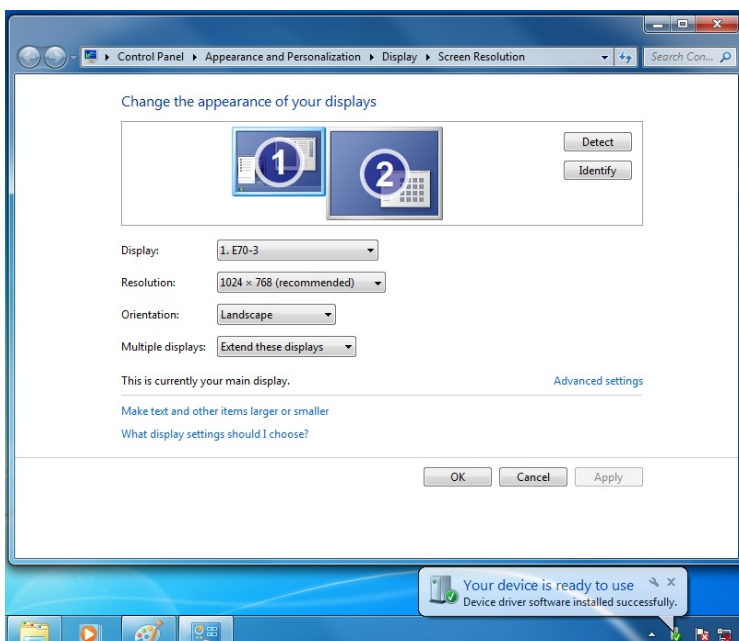 Control Panel ▸ Appearance and Personalization ▸ Display ▸ Screen Resolution
Search Con...
Change the appearance of your displays
1
2
Detect
Identify
Display: 1. E70-3
Resolution: 1024 × 768 (recommended)
Orientation: Landscape
Multiple displays: Extend these displays
This is currently your main display. Advanced settings
Make text and other items larger or smaller
What display settings should I choose?
OK Cancel Apply
Your device is ready to use
Device driver software installed successfully.